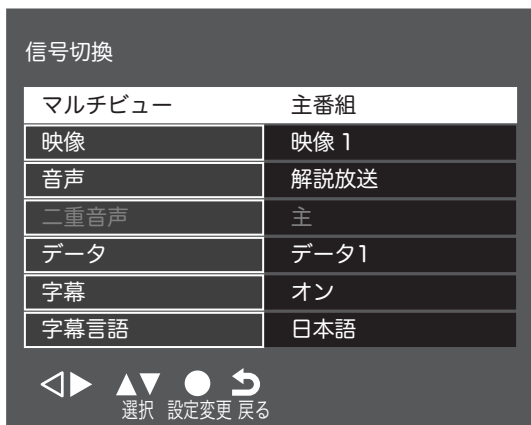 信号切換
マルチビュー 主番組
映像 映像 1
音声 解説放送
二重音声 主
データ データ1
字幕 オン
字幕言語 日本語
選択 設定変更 戻る